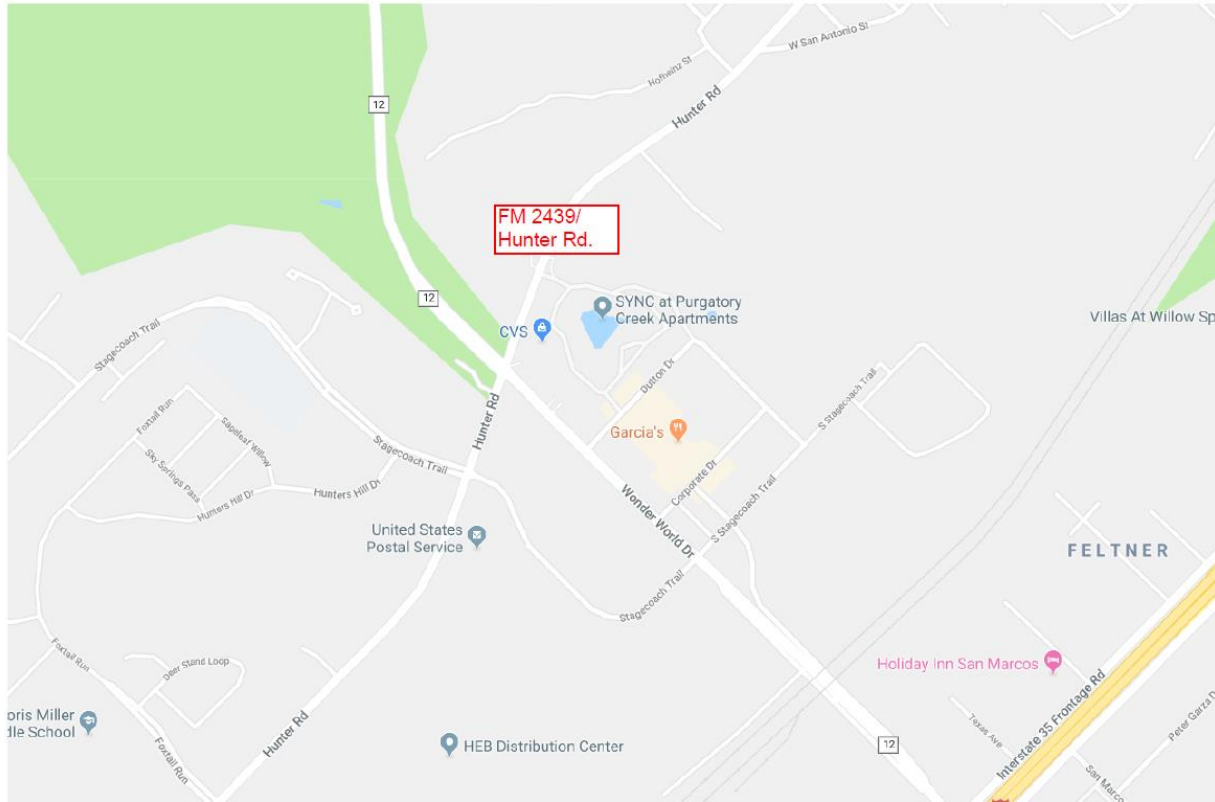 W San Antonio St
Hofheinz St
12
Hunter Rd
FM 2439/
Hunter Rd.
12
SYNC at Purgatory
Creek Apartments
CVS
Villas At Willow Sp
Stagecoach Trail
Dutton Dr
S Stagecoach Trail
Foxtail Run
Sageleaf Willow
Hunter Rd
Garcia's
Stagecoach Trail
Sky Springs Pass
Corporate Dr
Hunters Hill Dr
Hunters Hill Dr
Wonder World Dr
S Stagecoach Trail
United States
Postal Service
FELTNER
Stagecoach Trail
Foxtail Run
Deer Stand Loop
Holiday Inn San Marcos
Interstate 35 Frontage Rd
oris Miller
dle School
Hunter Rd
Texas Ave
Peter Garza D
HEB Distribution Center
12
Foxtail Run
San Marco